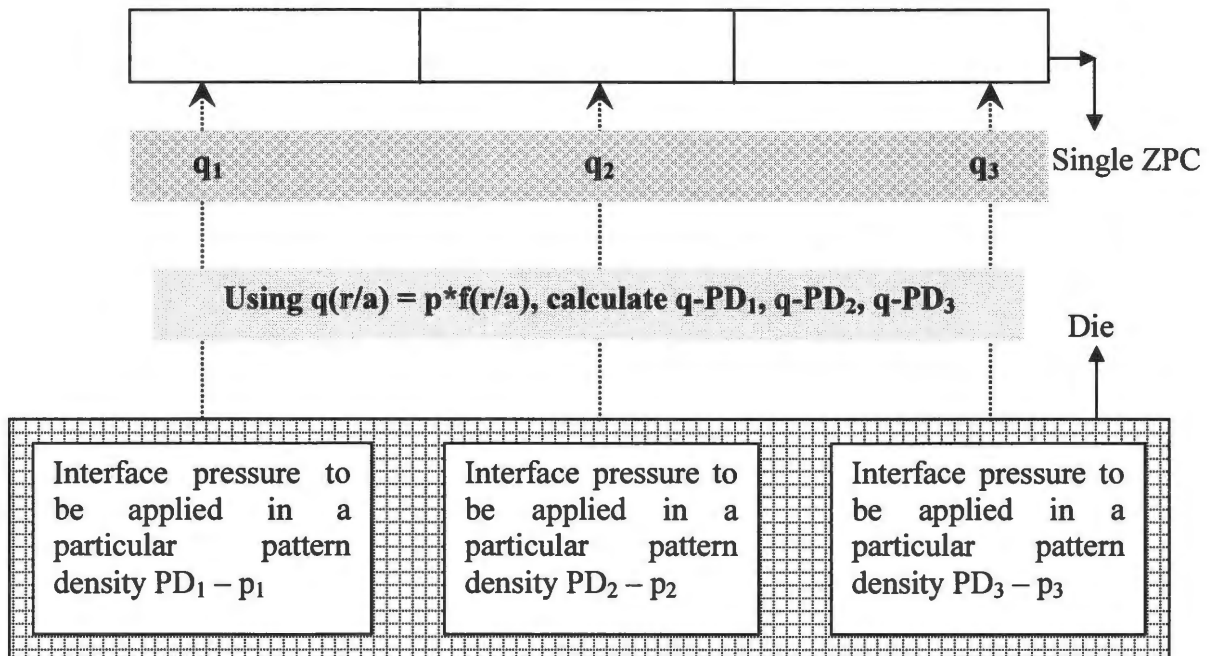 q₁ q₂ q₃
Single ZPC
Using q(r/a) = p*f(r/a), calculate q-PD₁, q-PD₂, q-PD₃
Die
Interface pressure to
be applied in a
particular pattern
density PD₁ – p₁
Interface pressure to
be applied in a
particular pattern
density PD₂ – p₂
Interface pressure to
be applied in a
particular pattern
density PD₃ – p₃